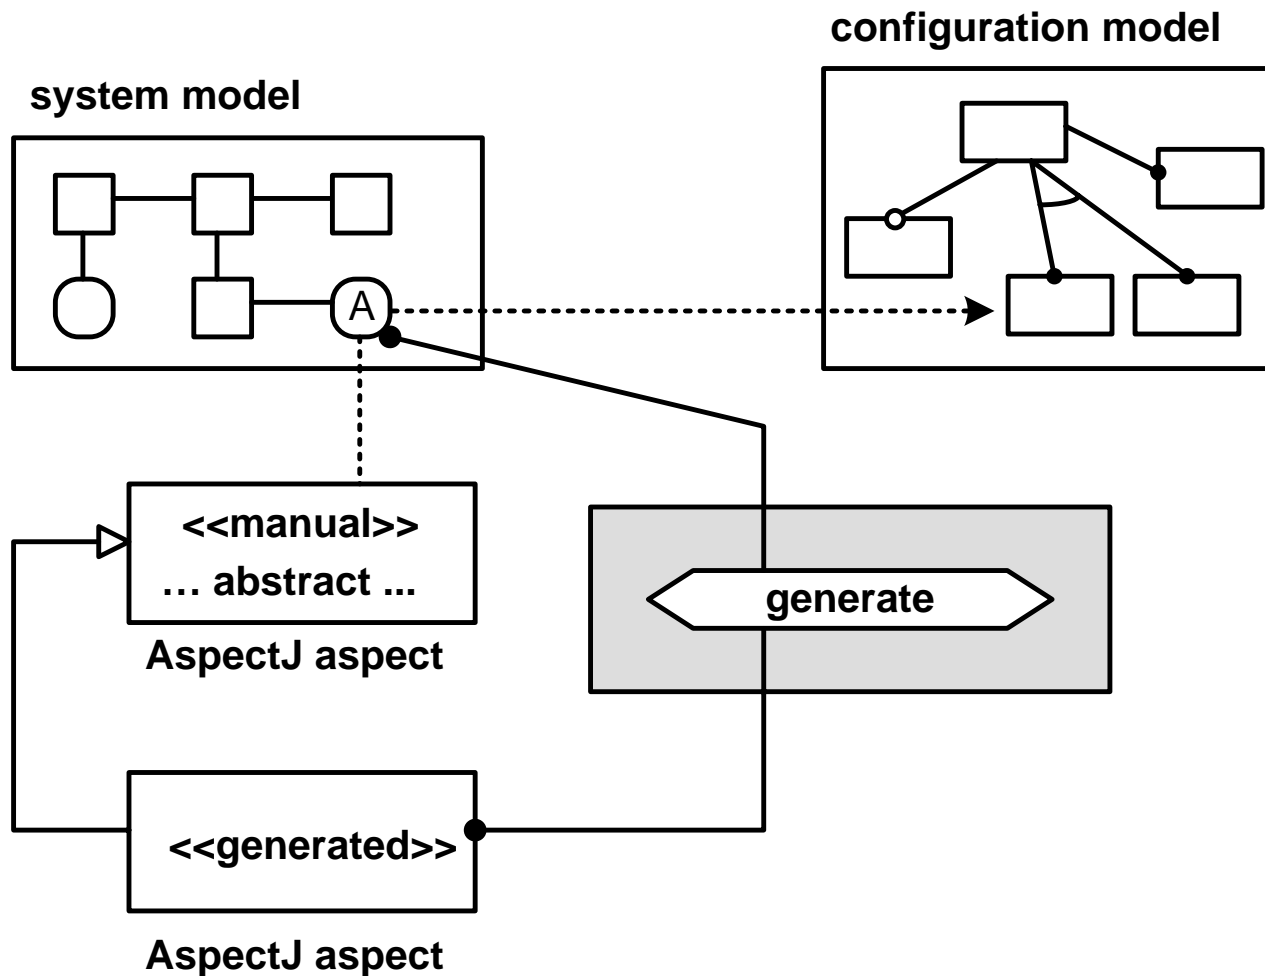 configuration model
system model
A
<<manual>>
... abstract ...
AspectJ aspect
generate
<<generated>>
AspectJ aspect